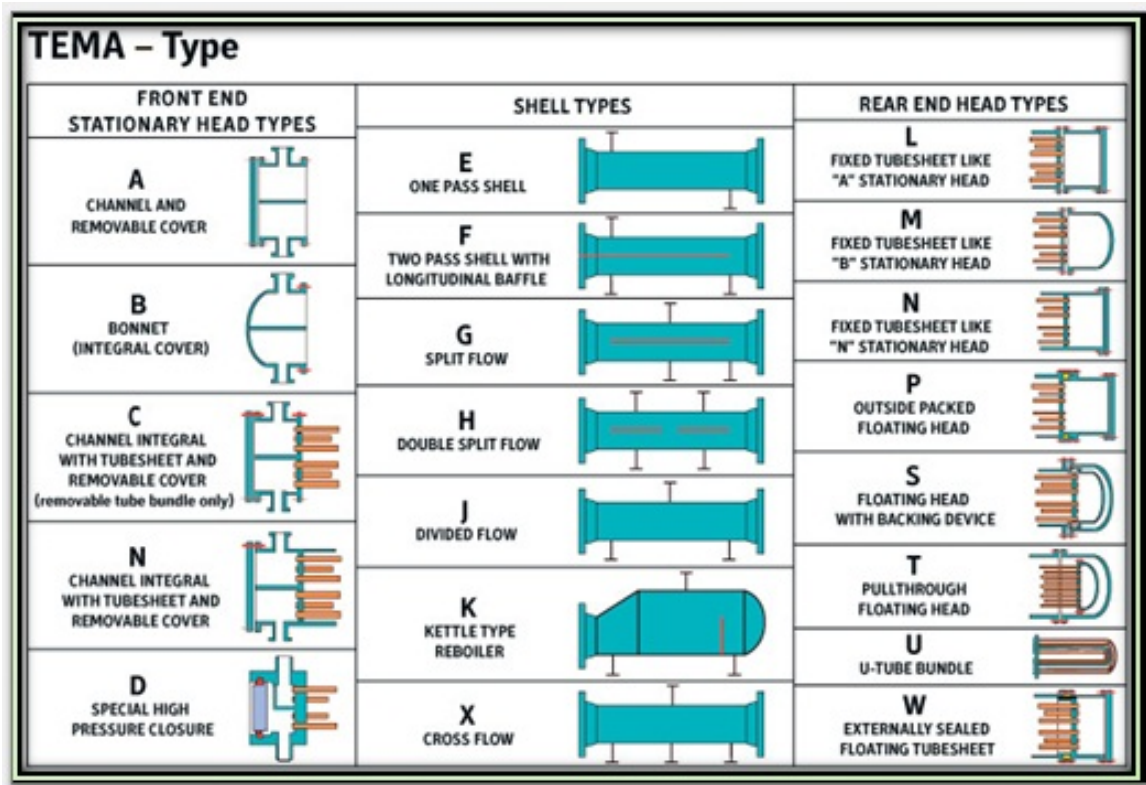 TEMA – Type
FRONT END
STATIONARY HEAD TYPES
A
CHANNEL AND
REMOVABLE COVER
B
BONNET
(INTEGRAL COVER)
C
CHANNEL INTEGRAL
WITH TUBESHEET AND
REMOVABLE COVER
(removable tube bundle only)
N
CHANNEL INTEGRAL
WITH TUBESHEET AND
REMOVABLE COVER
D
SPECIAL HIGH
PRESSURE CLOSURE
SHELL TYPES
E
ONE PASS SHELL
F
TWO PASS SHELL WITH
LONGITUDINAL BAFFLE
G
SPLIT FLOW
H
DOUBLE SPLIT FLOW
J
DIVIDED FLOW
K
KETTLE TYPE
REBOILER
X
CROSS FLOW
REAR END HEAD TYPES
L
FIXED TUBESHEET LIKE
"A" STATIONARY HEAD
M
FIXED TUBESHEET LIKE
"B" STATIONARY HEAD
N
FIXED TUBESHEET LIKE
"N" STATIONARY HEAD
P
OUTSIDE PACKED
FLOATING HEAD
S
FLOATING HEAD
WITH BACKING DEVICE
T
PULLTHROUGH
FLOATING HEAD
U
U-TUBE BUNDLE
W
EXTERNALLY SEALED
FLOATING TUBESHEET